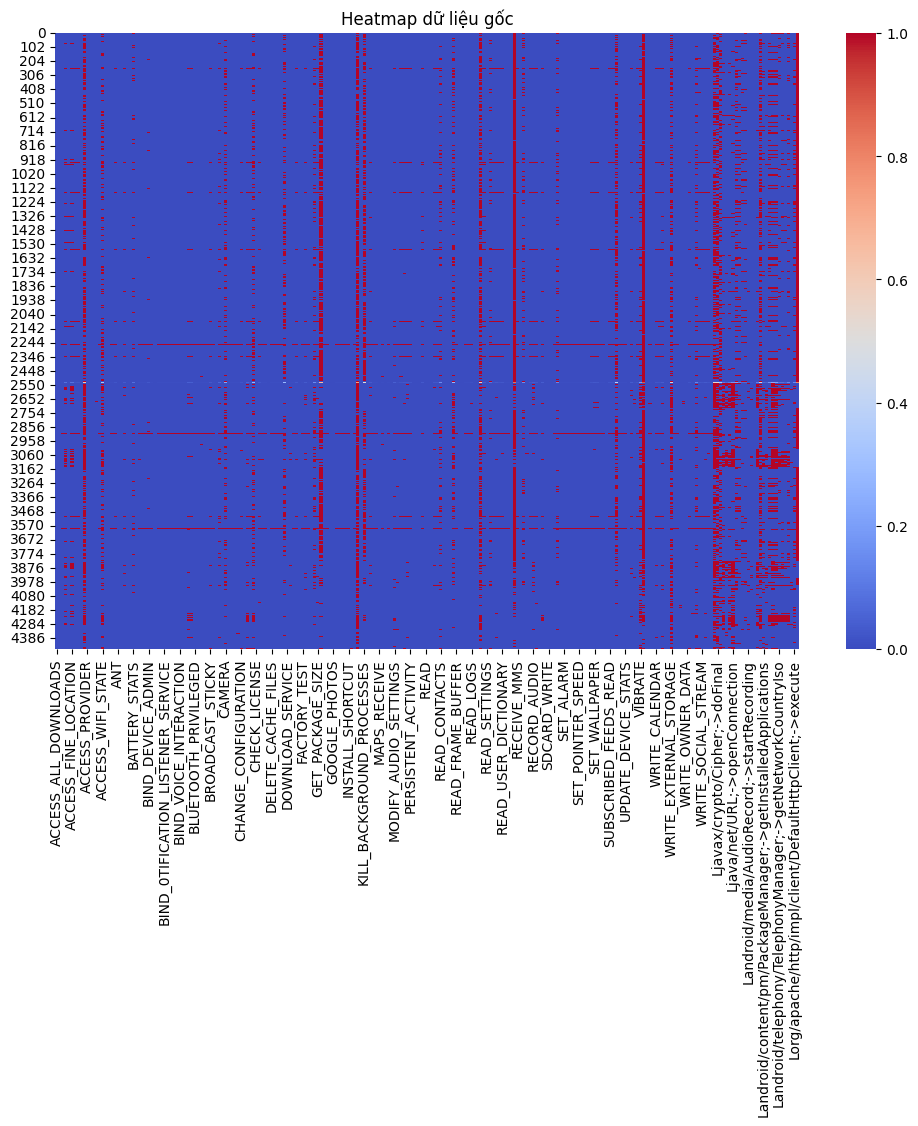 Heatmap dữ liệu gốc
0
102
204
306
408
510
612
714
816
918
1020
1122
1224
1326
1428
1530
1632
1734
1836
1938
2040
2142
2244
2346
2448
2550
2652
2754
2856
2958
3060
3162
3264
3366
3468
3570
3672
3774
3876
3978
4080
4182
4284
4386
1.0
0.8
0.6
0.4
0.2
0.0
ACCESS_ALL_DOWNLOADS
ACCESS_FINE_LOCATION
ACCESS_PROVIDER
ACCESS_WIFI_STATE
ANT
BATTERY_STATS
BIND_DEVICE_ADMIN
BIND_0TIFICATION_LISTENER_SERVICE
BIND_VOICE_INTERACTION
BLUETOOTH_PRIVILEGED
BROADCAST_STICKY
CAMERA
CHANGE_CONFIGURATION
CHECK_LICENSE
DELETE_CACHE_FILES
DOWNLOAD_SERVICE
FACTORY_TEST
GET_PACKAGE_SIZE
GOOGLE_PHOTOS
INSTALL_SHORTCUT
KILL_BACKGROUND_PROCESSES
MAPS_RECEIVE
MODIFY_AUDIO_SETTINGS
PERSISTENT_ACTIVITY
READ
READ_CONTACTS
READ_FRAME_BUFFER
READ_LOGS
READ_SETTINGS
READ_USER_DICTIONARY
RECEIVE_MMS
RECORD_AUDIO
SDCARD_WRITE
SET_ALARM
SET_POINTER_SPEED
SET_WALLPAPER
SUBSCRIBED_FEEDS_READ
UPDATE_DEVICE_STATS
VIBRATE
WRITE_CALENDAR
WRITE_EXTERNAL_STORAGE
WRITE_OWNER_DATA
WRITE_SOCIAL_STREAM
Ljavax/crypto/Cipher;->doFinal
Ljava/net/URL;->openConnection
Landroid/media/AudioRecord;->startRecording
Landroid/content/pm/PackageManager;->getInstalledApplications
Landroid/telephony/TelephonyManager;->getNetworkCountryIso
Lorg/apache/http/impl/client/DefaultHttpClient;->execute